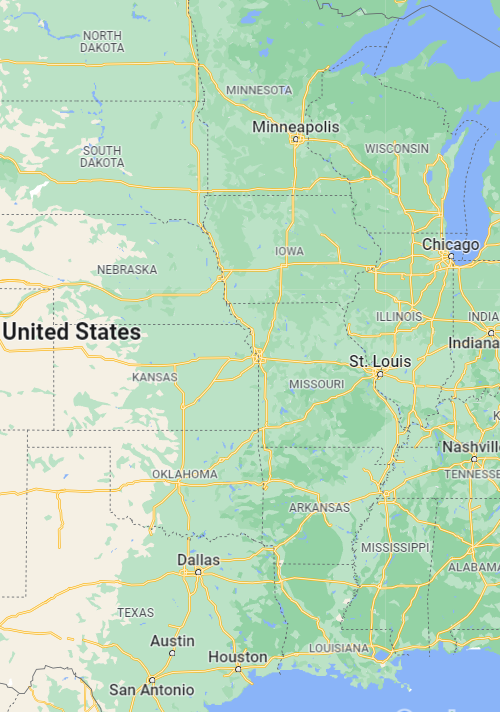 NORTH
DAKOTA
MINNESOTA
Minneapolis
WISCONSIN
SOUTH
DAKOTA
Chicago
IOWA
NEBRASKA
ILLINOIS
INDIA
United States
Indiana
St. Louis
KANSAS
MISSOURI
K
Nashville
OKLAHOMA
TENNESSE
ARKANSAS
MISSISSIPPI
Dallas
ALABAMA
TEXAS
Austin
LOUISIANA
Houston
San Antonio